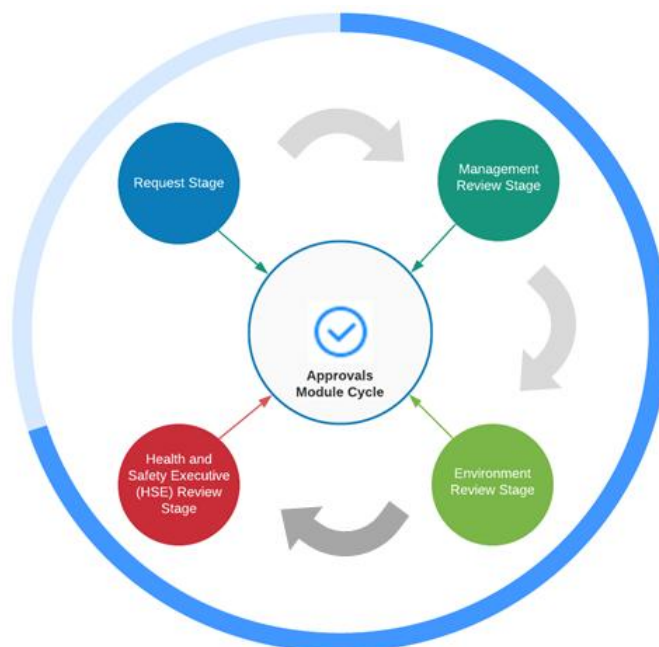 Request Stage
Management
Review Stage
Approvals
Module Cycle
Health and
Safety Executive
(HSE) Review
Stage
Environment
Review Stage